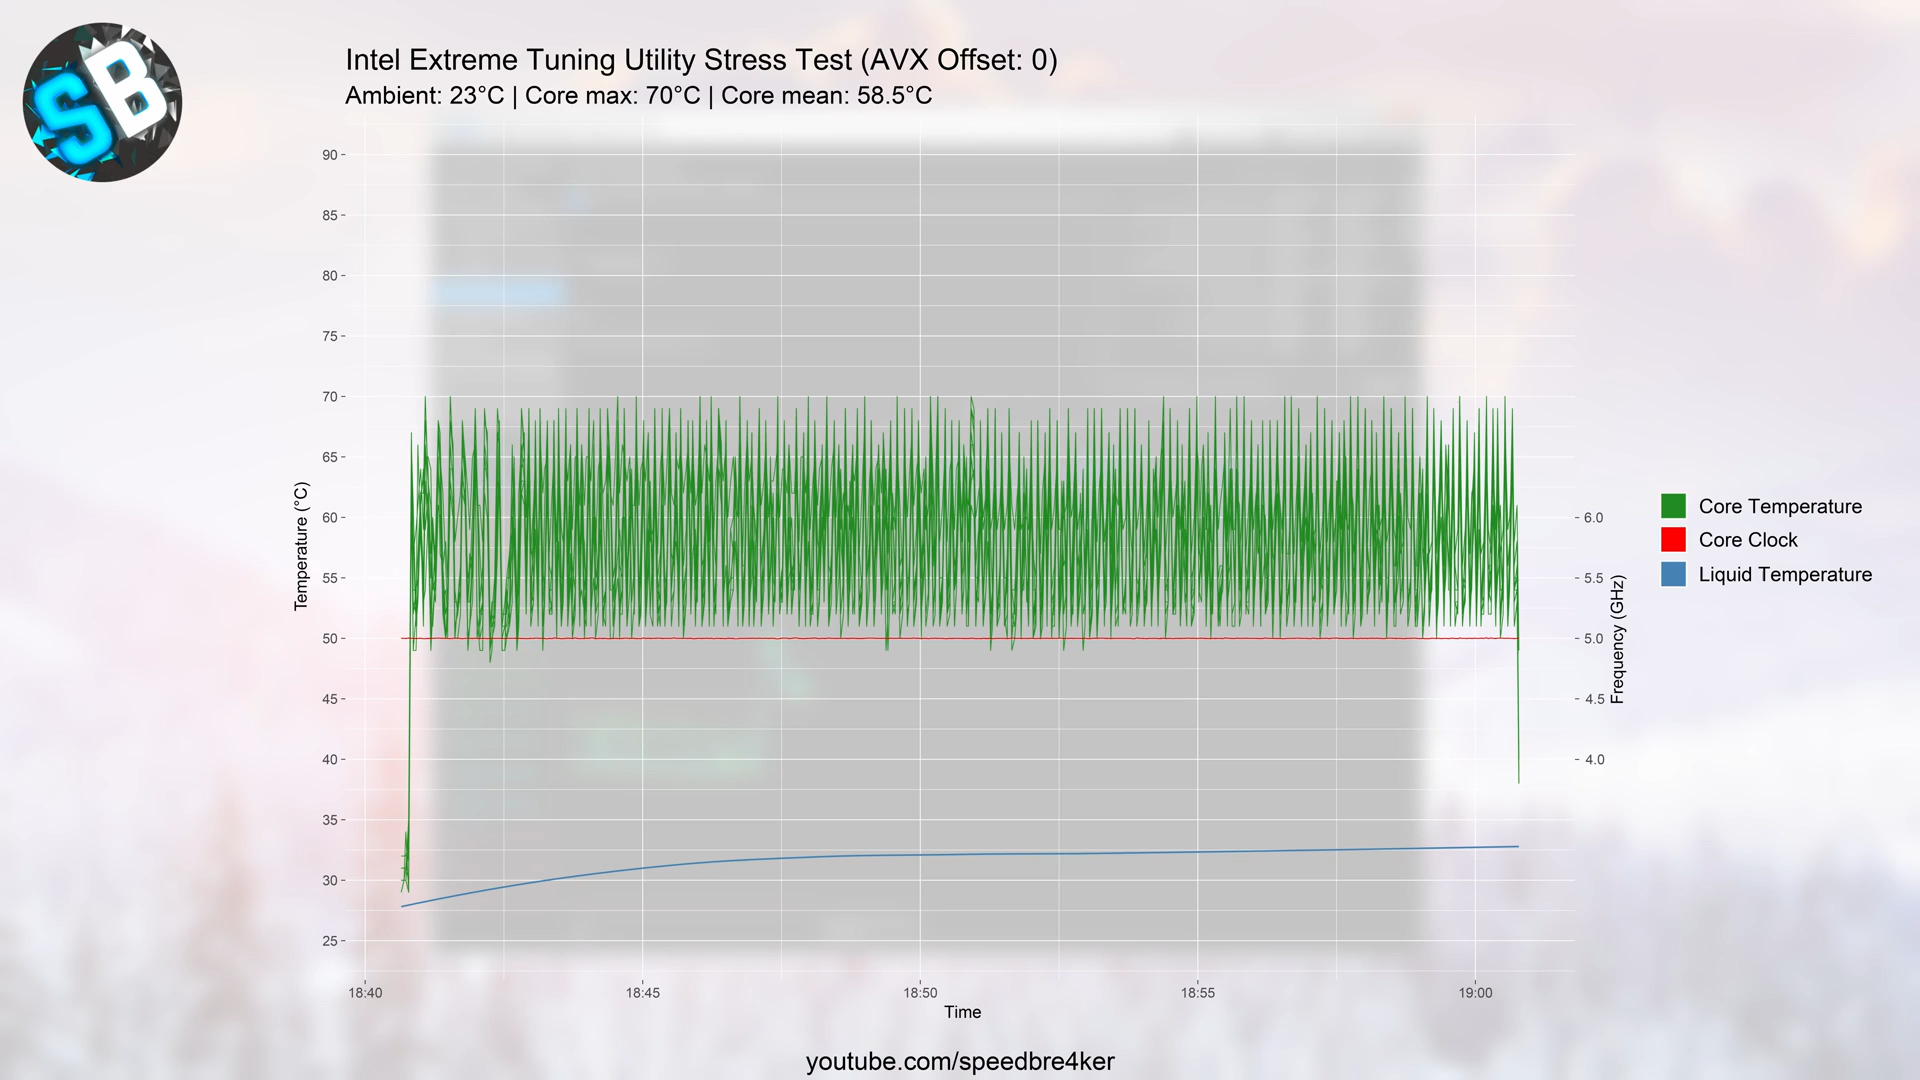 SB
Intel Extreme Tuning Utility Stress Test (AVX Offset: 0)
Ambient: 23°C | Core max: 70°C | Core mean: 58.5°C
90
85
80
75
70
65
60
55
50
45
40
35
30
25
Temperature (°C)
6.0
5.5
5.0
4.5
4.0
Frequency (GHz)
Core Temperature
Core Clock
Liquid Temperature
18:40
18:45
18:50
18:55
19:00
Time
youtube.com/speedbre4ker